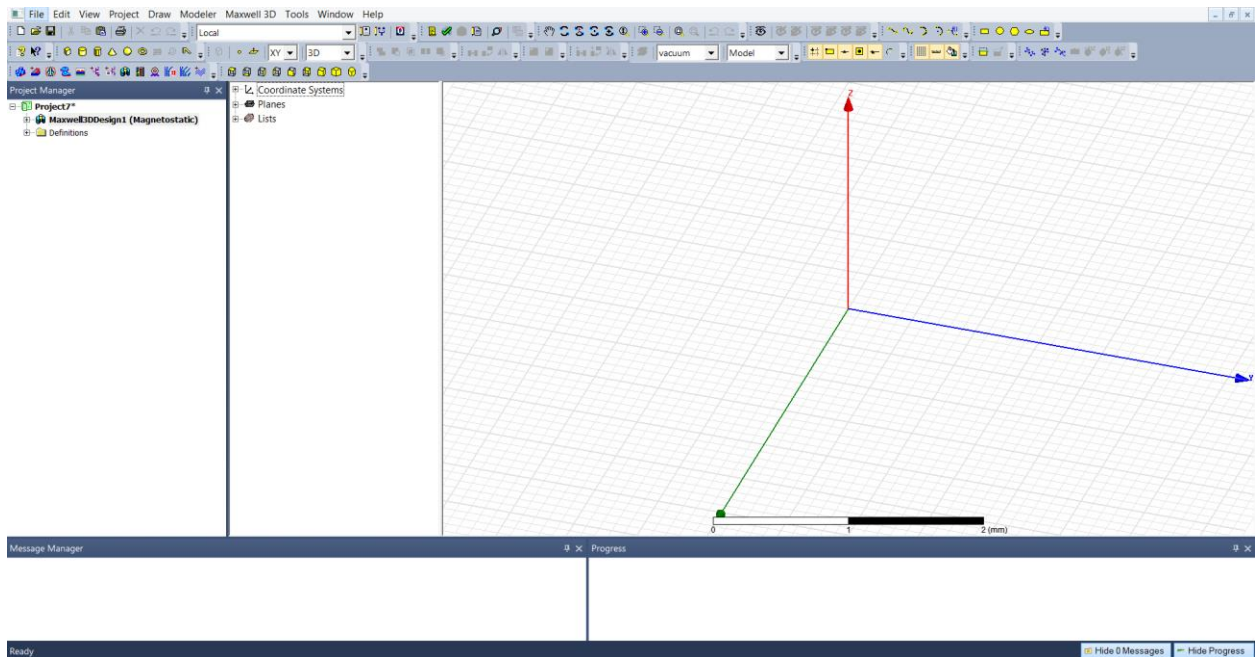 File Edit View Project Draw Modeler Maxwell 3D Tools Window Help
Local
XY 3D vacuum Model
Project Manager
Project7*
Maxwell3DDesign1 (Magnetostatic)
Definitions
Coordinate Systems
Planes
Lists
Z
Y
0 1 2 (mm)
Message Manager
Progress
Ready
Hide 0 Messages Hide Progress